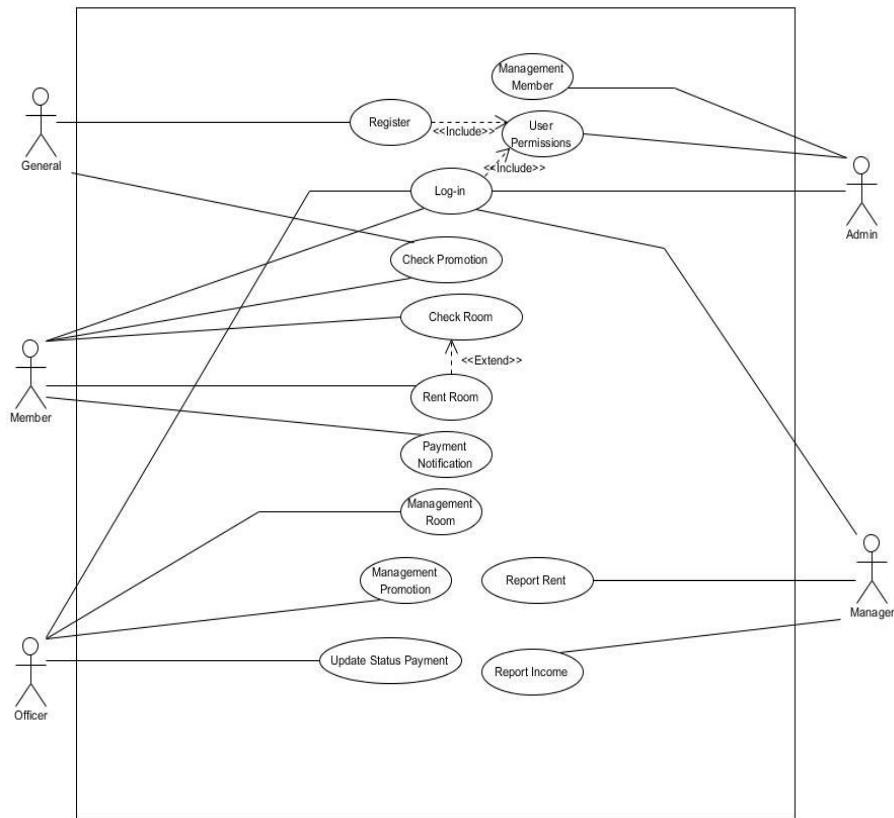 Management
Member
Register
<<Include>>
User
Permissions
General
<<Include>>
Log-in
Admin
Check Promotion
Check Room
<<Extend>>
Rent Room
Member
Payment
Notification
Management
Room
Management
Promotion
Report Rent
Manager
Update Status Payment
Report Income
Officer